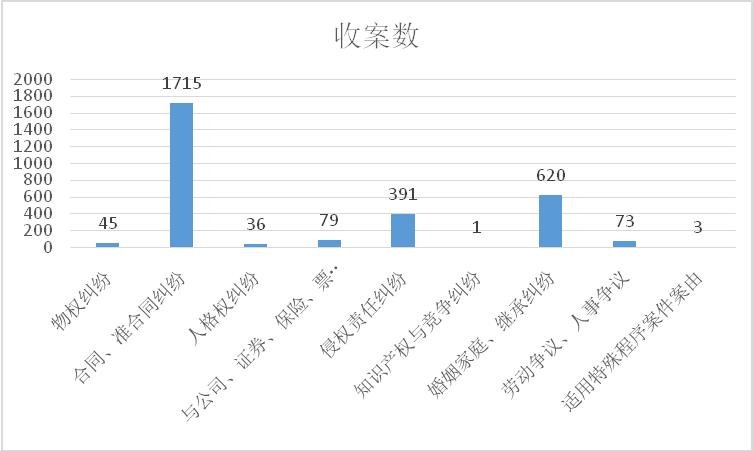 收案数
2000
1800
1600
1400
1200
1000
800
600
400
200
0
45
1715
36
79
391
1
620
73
3
物权纠纷
合同、准合同纠纷
人格权纠纷
与公司、证券、保险、票…
侵权责任纠纷
知识产权与竞争纠纷
婚姻家庭、继承纠纷
劳动争议、人事争议
适用特殊程序案件案由